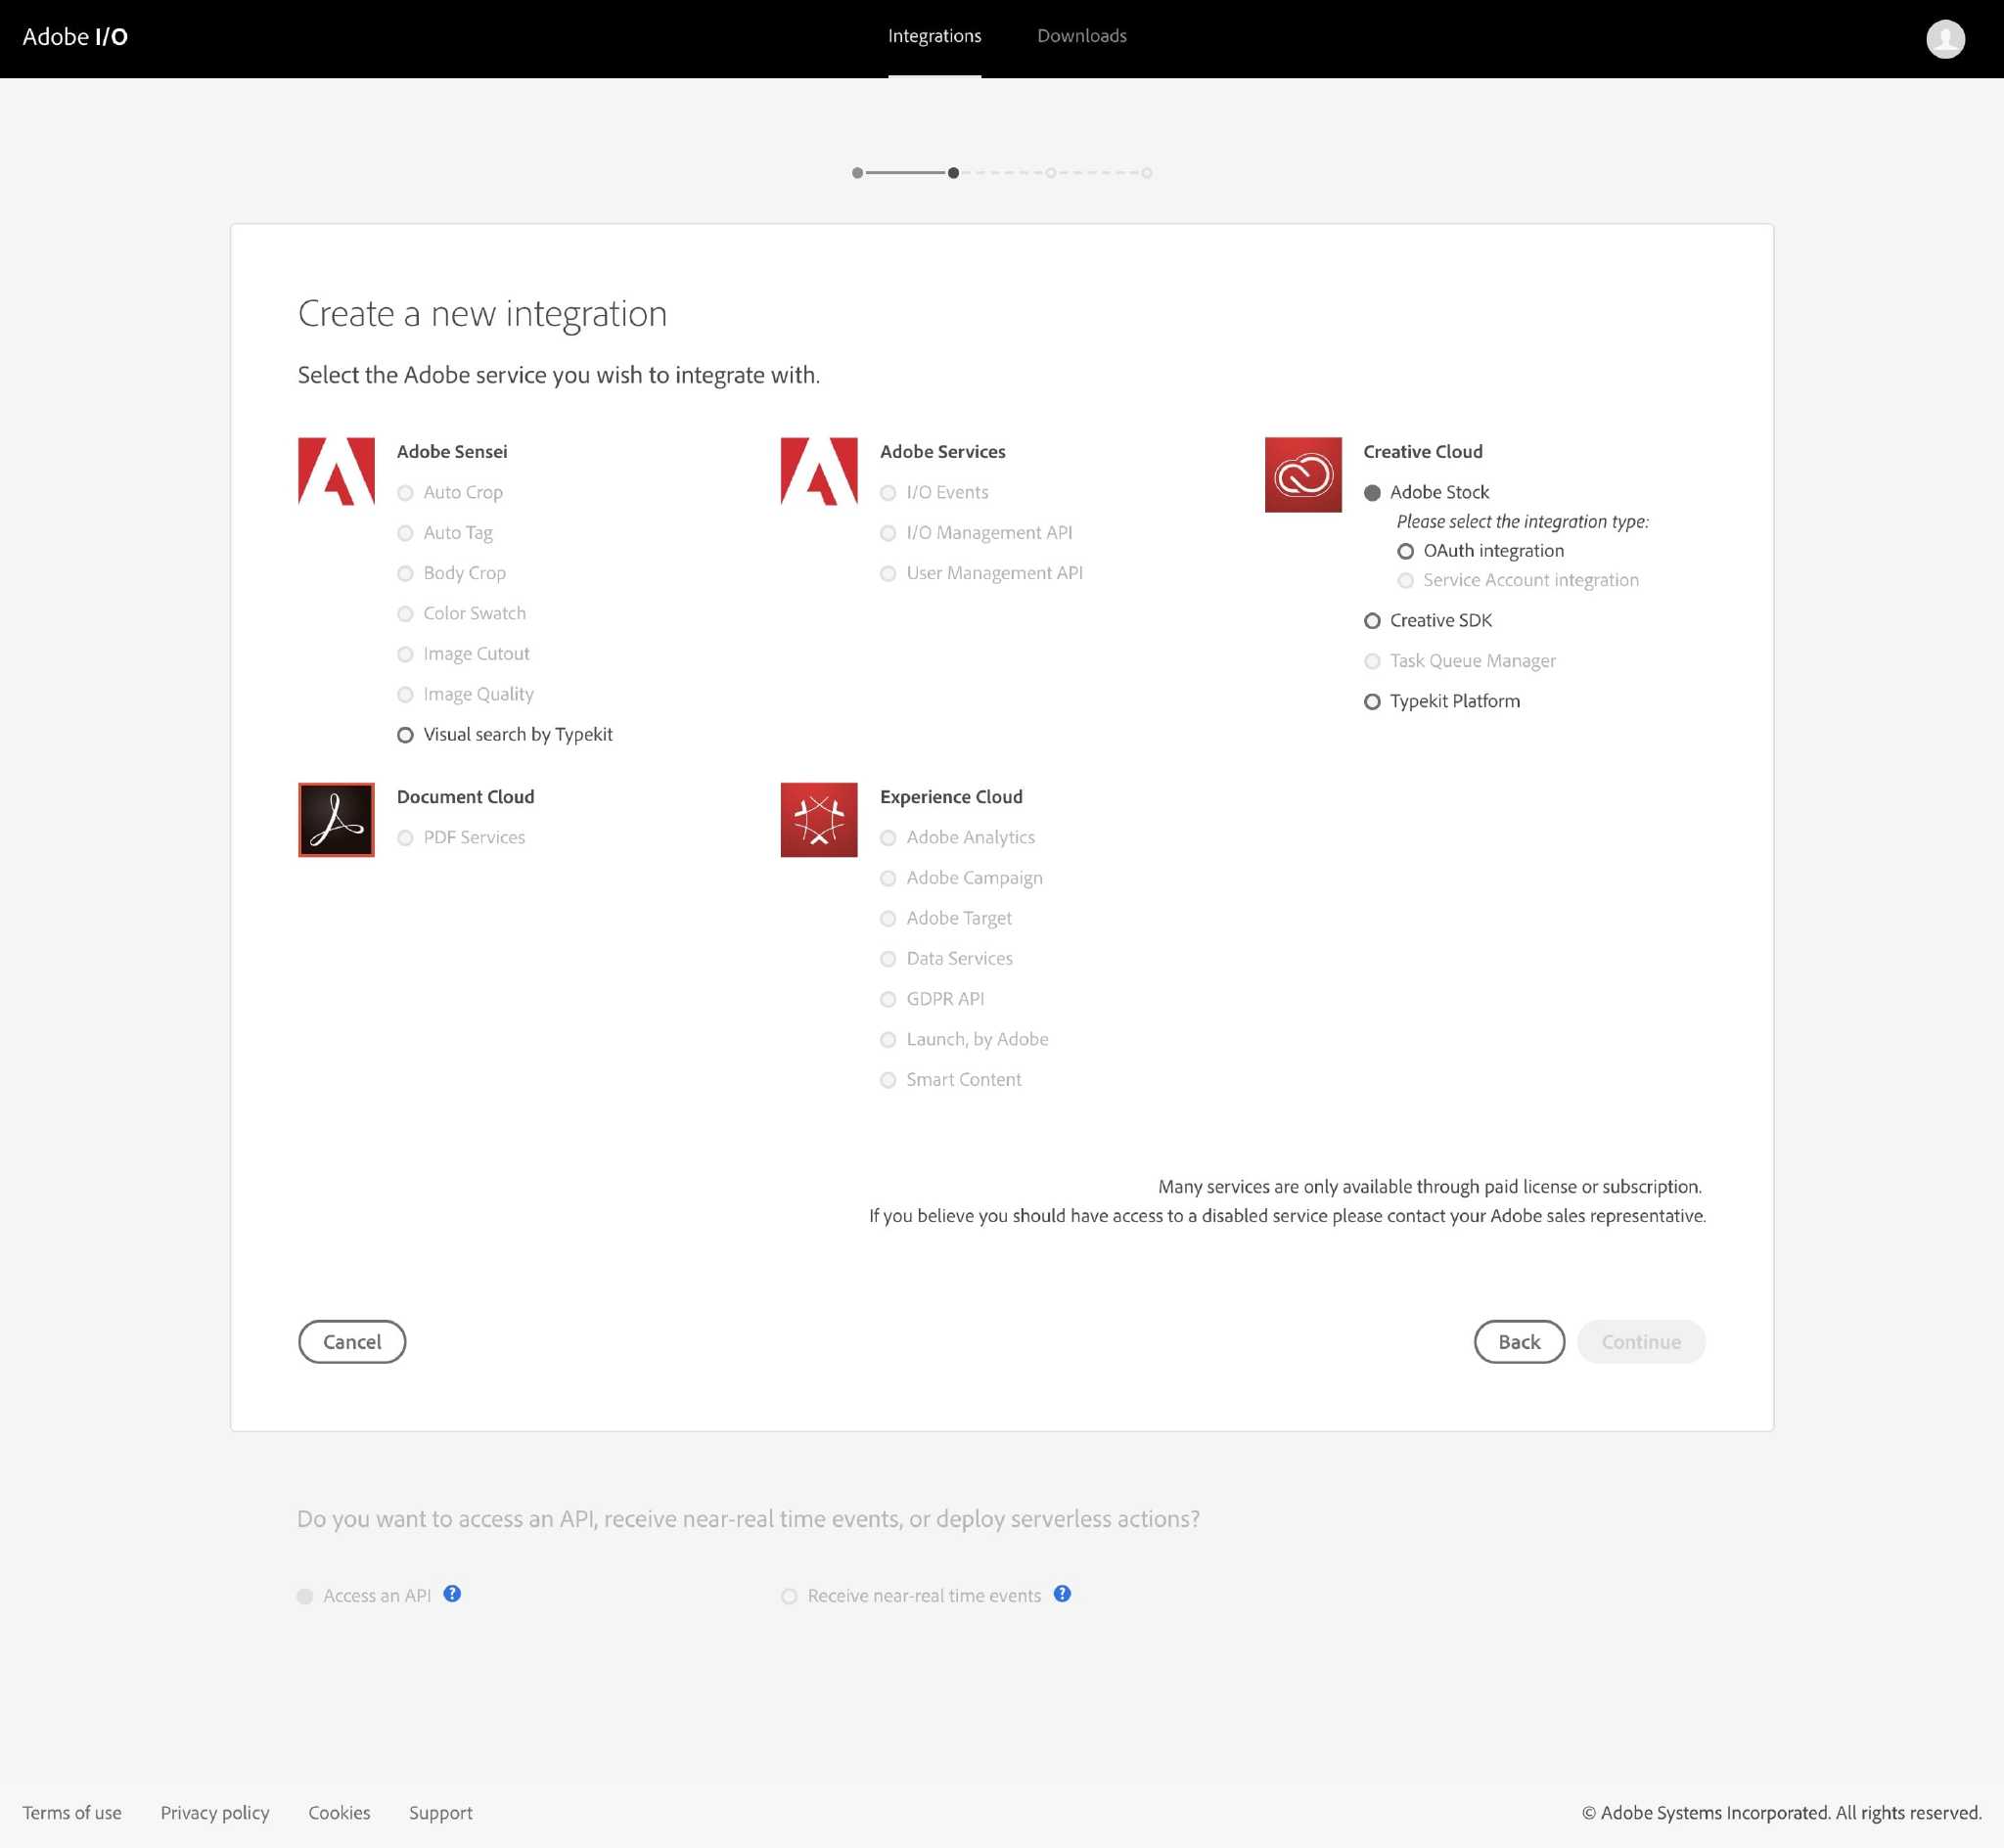 Adobe I/O
Integrations
Downloads
Create a new integration
Select the Adobe service you wish to integrate with.
Adobe Sensei
Auto Crop
Auto Tag
Body Crop
Color Swatch
Image Cutout
Image Quality
Visual search by Typekit
Adobe Services
I/O Events
I/O Management API
User Management API
Creative Cloud
Adobe Stock
Please select the integration type:
OAuth integration
Service Account integration
Creative SDK
Task Queue Manager
Typekit Platform
Document Cloud
PDF Services
Experience Cloud
Adobe Analytics
Adobe Campaign
Adobe Target
Data Services
GDPR API
Launch, by Adobe
Smart Content
Many services are only available through paid license or subscription.
If you believe you should have access to a disabled service please contact your Adobe sales representative.
Cancel
Back
Continue
Do you want to access an API, receive near-real time events, or deploy serverless actions?
Access an API ?
Receive near-real time events ?
Terms of use
Privacy policy
Cookies
Support
© Adobe Systems Incorporated. All rights reserved.